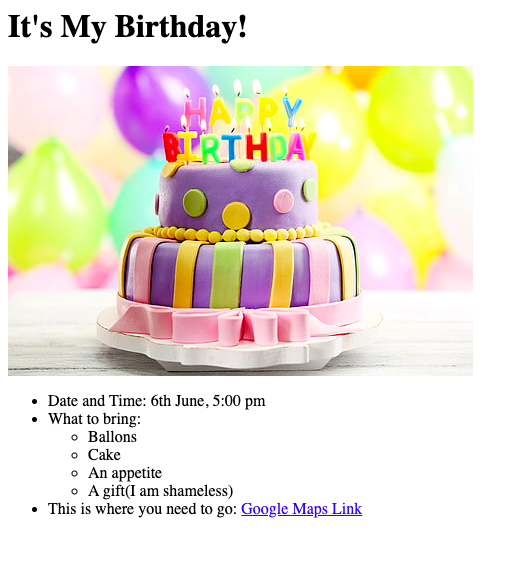 It's My Birthday!
HAPPY
BIRTHDAY
Date and Time: 6th June, 5:00 pm
What to bring:
Ballons
Cake
An appetite
A gift(I am shameless)
This is where you need to go: Google Maps Link